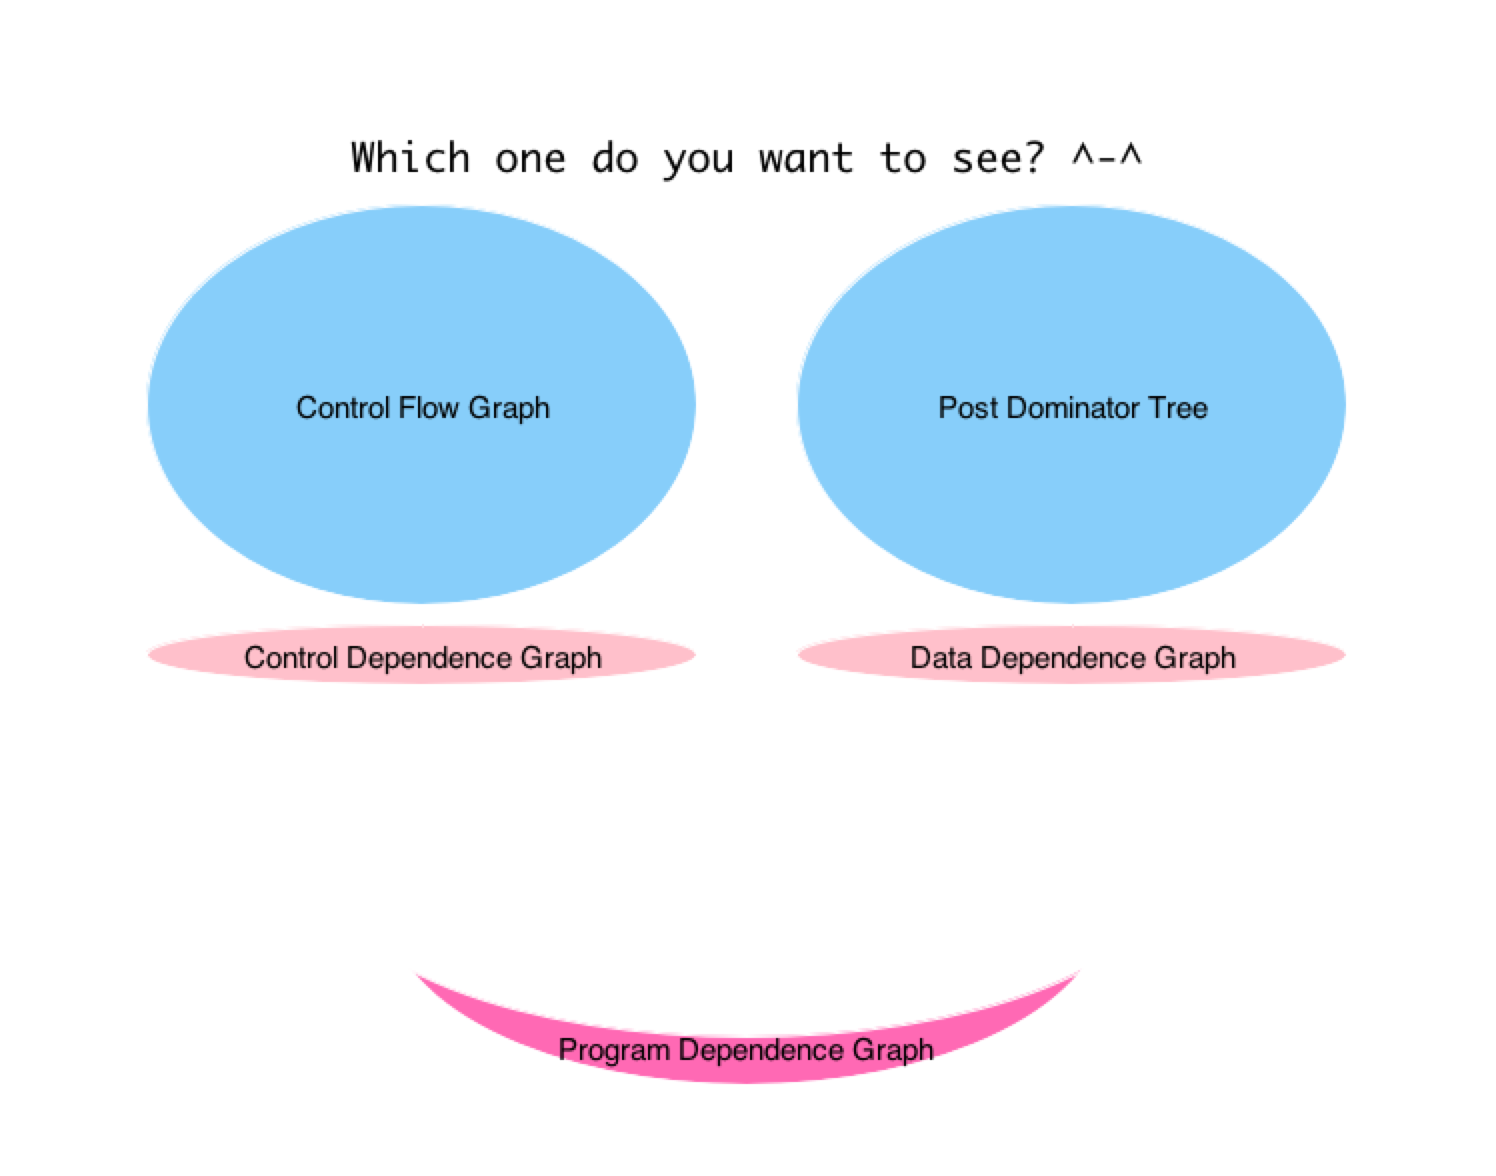 Which one do you want to see? ^-^
Control Flow Graph
Post Dominator Tree
Control Dependence Graph
Data Dependence Graph
Program Dependence Graph